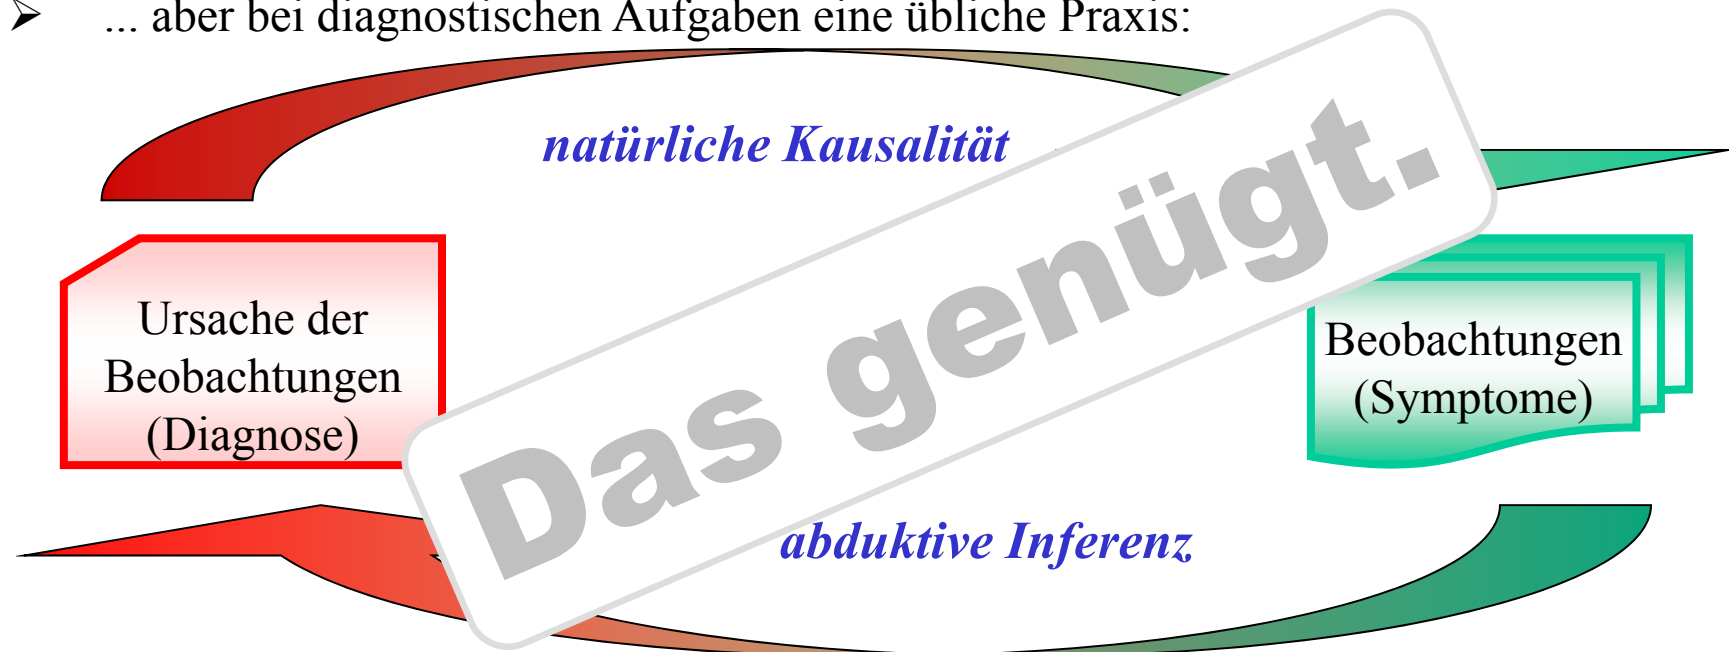 ➢ ... aber bei diagnostischen Aufgaben eine übliche Praxis:
natürliche Kausalität
Das genügt.
Ursache der
Beobachtungen
(Diagnose)
Beobachtungen
(Symptome)
abduktive Inferenz